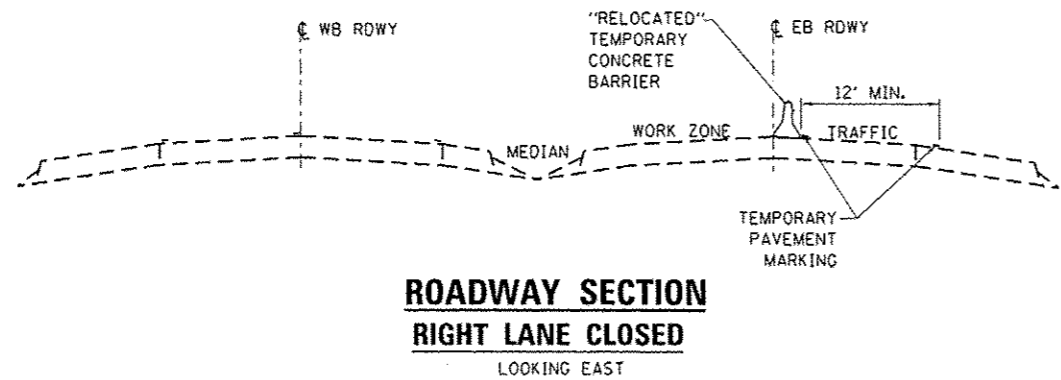 ℄ WB RDWY
"RELOCATED"
TEMPORARY
CONCRETE
BARRIER
℄ EB RDWY
12' MIN.
MEDIAN
WORK ZONE
TRAFFIC
TEMPORARY
PAVEMENT
MARKING
ROADWAY SECTION
RIGHT LANE CLOSED
LOOKING EAST